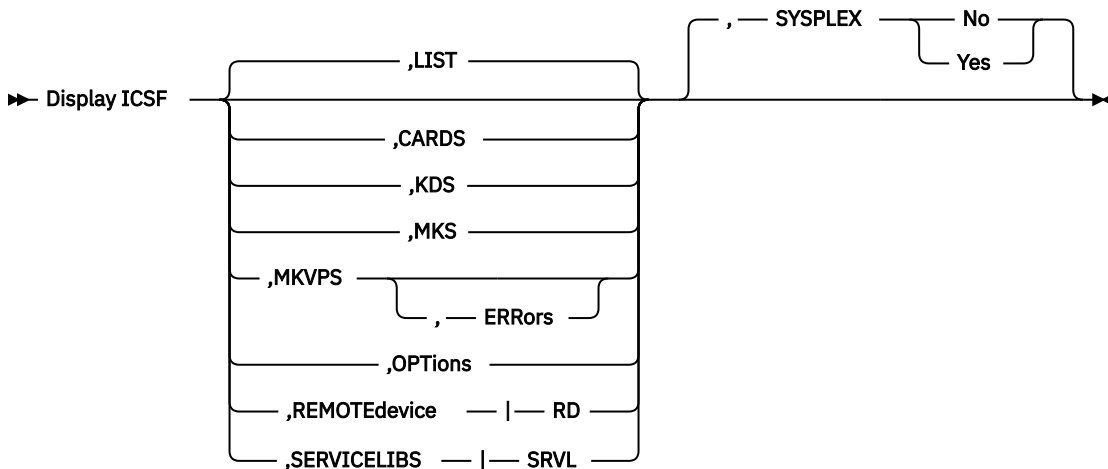 , SYSPLEX No
Yes
,LIST
Display ICSF
,CARDS
,KDS
,MKS
,MKVPS
, ERRors
,OPTions
,REMOTEdevice | RD
,SERVICELIBS | SRVL